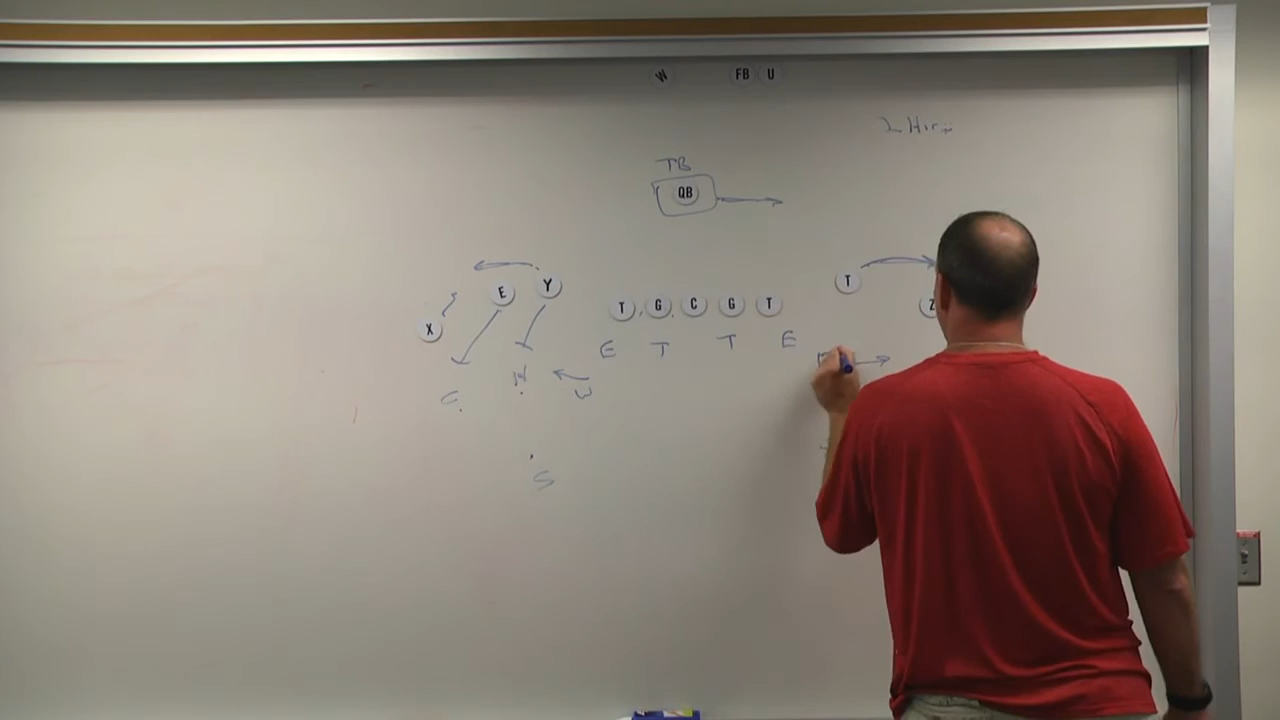 W FB U
TB
QB
E Y T
X T G C G T Z
E T T E
C H W
S